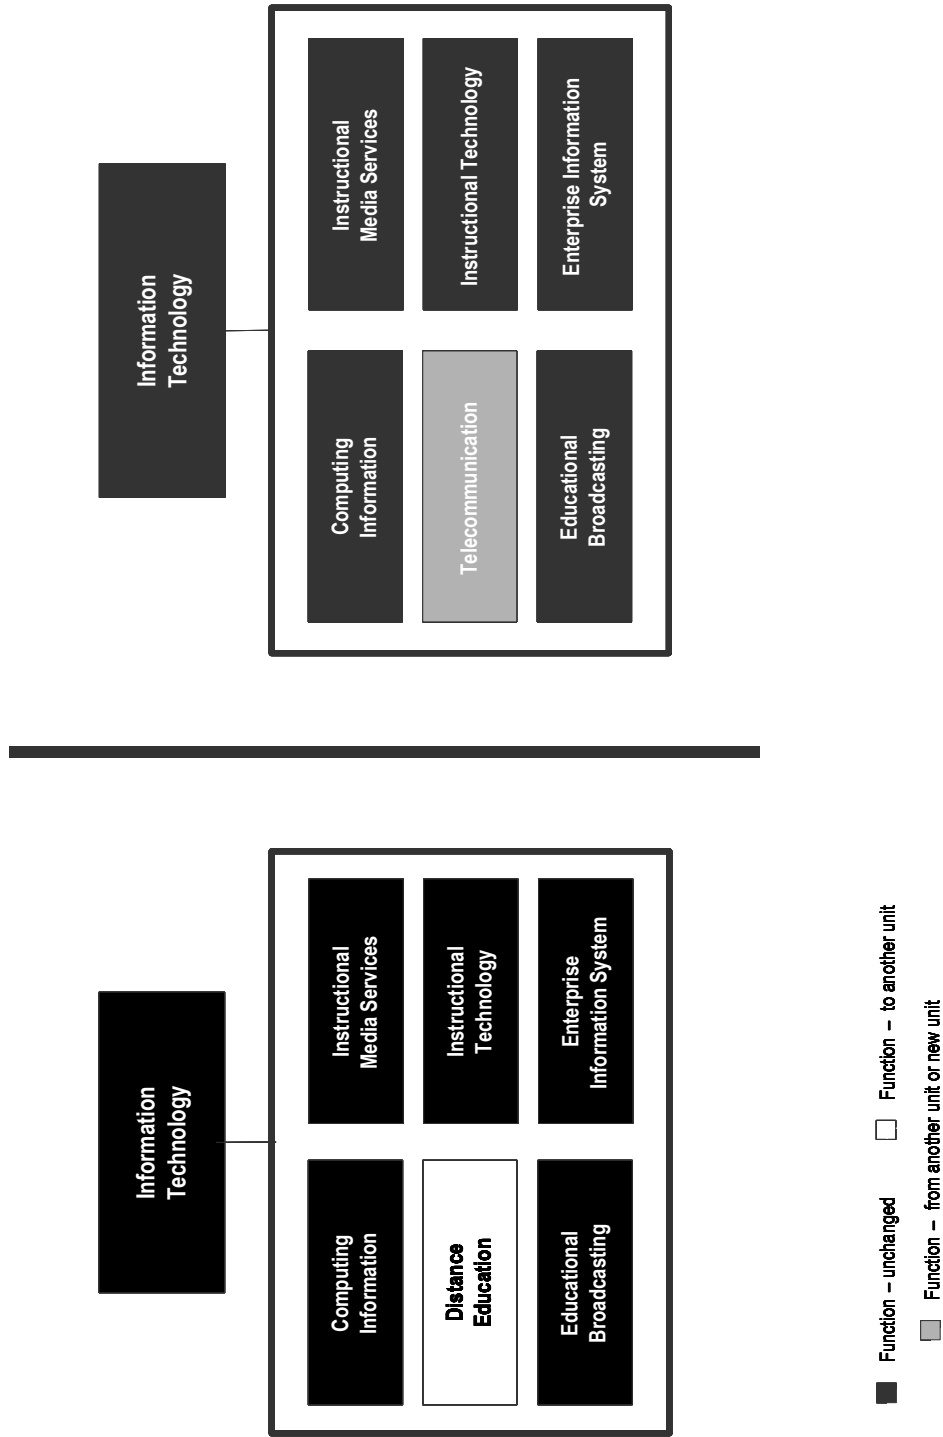 Information
Technology
Computing
Information
Instructional
Media Services
Distance
Education
Instructional
Technology
Educational
Broadcasting
Enterprise
Information System
Information
Technology
Computing
Information
Instructional
Media Services
Telecommunication
Instructional Technology
Educational
Broadcasting
Enterprise Information
System
Function – unchanged
Function – to another unit
Function – from another unit or new unit